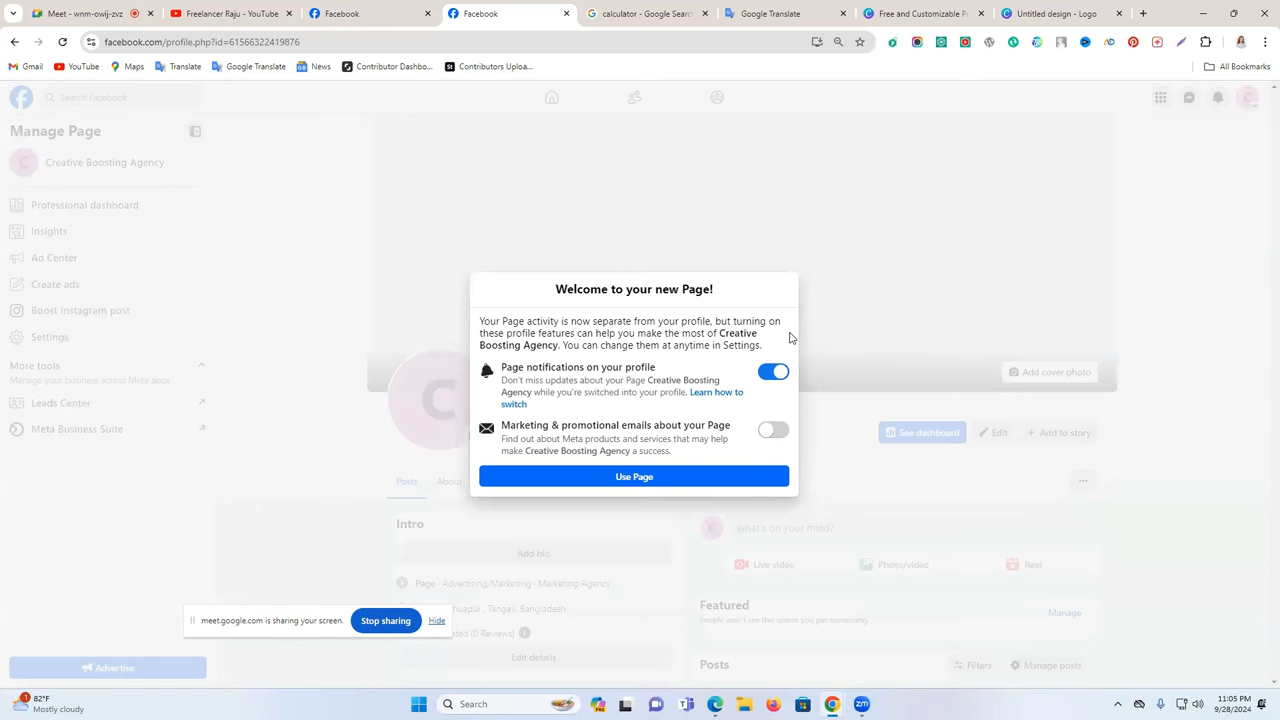 Meet - wnm-owij-zvz
Freelancer Raju - YouTube
Facebook
Facebook
calculator - Google Search
Google Translate
Free and Customizable Pr
Untitled design - Logo
facebook.com/profile.php?id=61566322419876
Gmail
YouTube
Maps
Translate
Google Translate
News
Contributor Dashbo...
Contributors Uploa...
All Bookmarks
Search Facebook
Manage Page
Creative Boosting Agency
Professional dashboard
Insights
Ad Center
Create ads
Boost Instagram post
Settings
More tools
Manage your business across Meta apps
Leads Center
Meta Business Suite
Advertise
Welcome to your new Page!
Your Page activity is now separate from your profile, but turning on
these profile features can help you make the most of Creative
Boosting Agency. You can change them at anytime in Settings.
Page notifications on your profile
Don't miss updates about your Page Creative Boosting
Agency while you're switched into your profile. Learn how to
switch
Marketing & promotional emails about your Page
Find out about Meta products and services that may help
make Creative Boosting Agency a success.
Use Page
Add cover photo
See dashboard
Edit
+ Add to story
Posts
About
Intro
Add bio
Page · Advertising/Marketing · Marketing Agency
Tangail, Bangladesh
(0 Reviews)
Edit details
What's on your mind?
Live video
Photo/video
Reel
Featured
Manage
People won't see this unless you pin something.
Posts
Filters
Manage posts
meet.google.com is sharing your screen.
Stop sharing
Hide
1
82°F
Mostly cloudy
Search
11:05 PM
9/28/2024